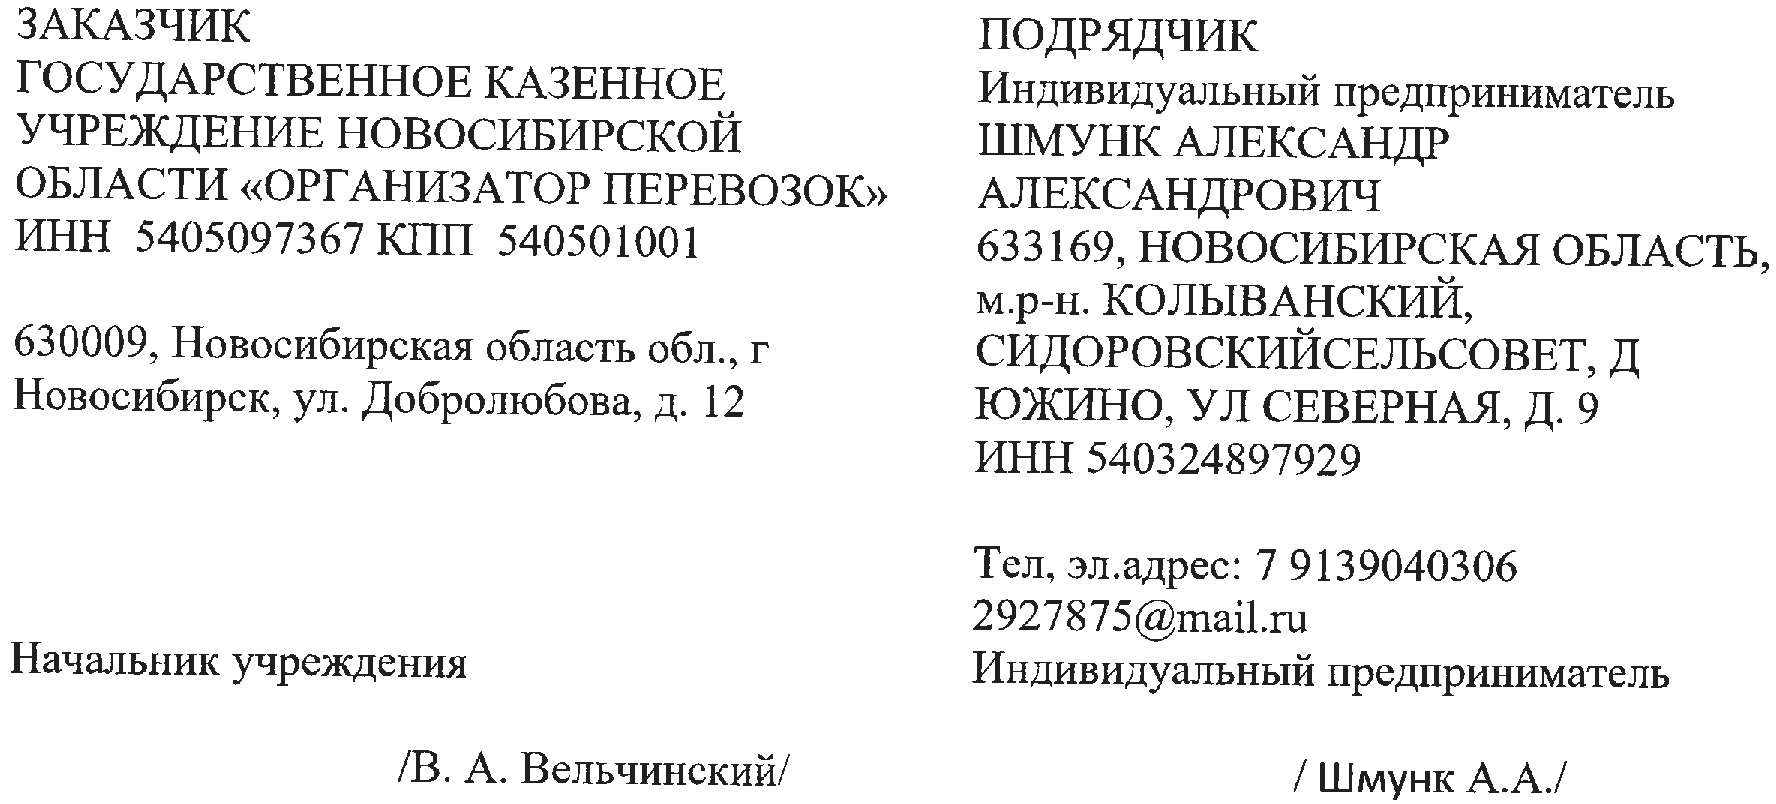 ЗАКАЗЧИК
ГОСУДАРСТВЕННОЕ КАЗЕННОЕ
УЧРЕЖДЕНИЕ НОВОСИБИРСКОЙ
ОБЛАСТИ «ОРГАНИЗАТОР ПЕРЕВОЗОК»
ИНН 5405097367 КПП 540501001
630009, Новосибирская область обл., г
Новосибирск, ул. Добролюбова, д. 12
Начальник учреждения
/В. А. Вельчинский/
ПОДРЯДЧИК
Индивидуальный предприниматель
ШМУНК АЛЕКСАНДР
АЛЕКСАНДРОВИЧ
633169, НОВОСИБИРСКАЯ ОБЛАСТЬ,
м.р-н. КОЛЫВАНСКИЙ,
СИДОРОВСКИЙСЕЛЬСОВЕТ, Д
ЮЖИНО, УЛ СЕВЕРНАЯ, Д. 9
ИНН 540324897929
Тел, эл.адрес: 7 9139040306
2927875@mail.ru
Индивидуальный предприниматель
/ Шмунк А.А./